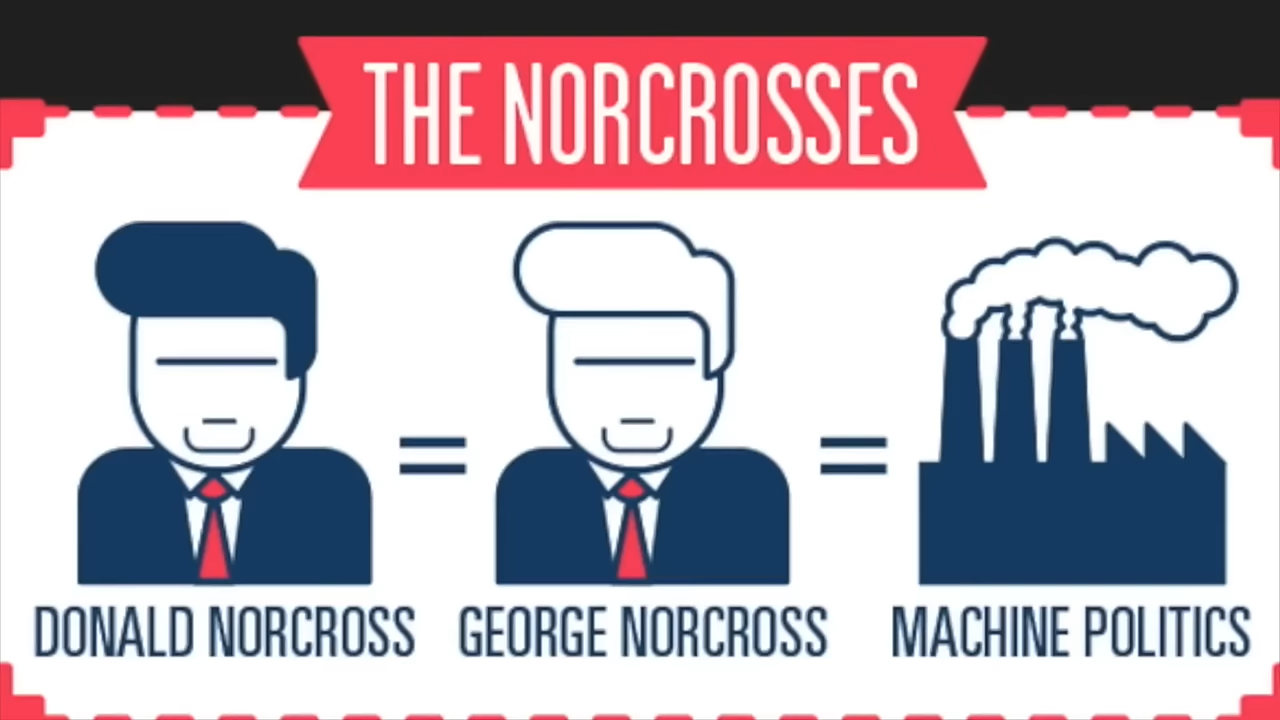 THE NORCROSSES
DONALD NORCROSS
=
GEORGE NORCROSS
=
MACHINE POLITICS